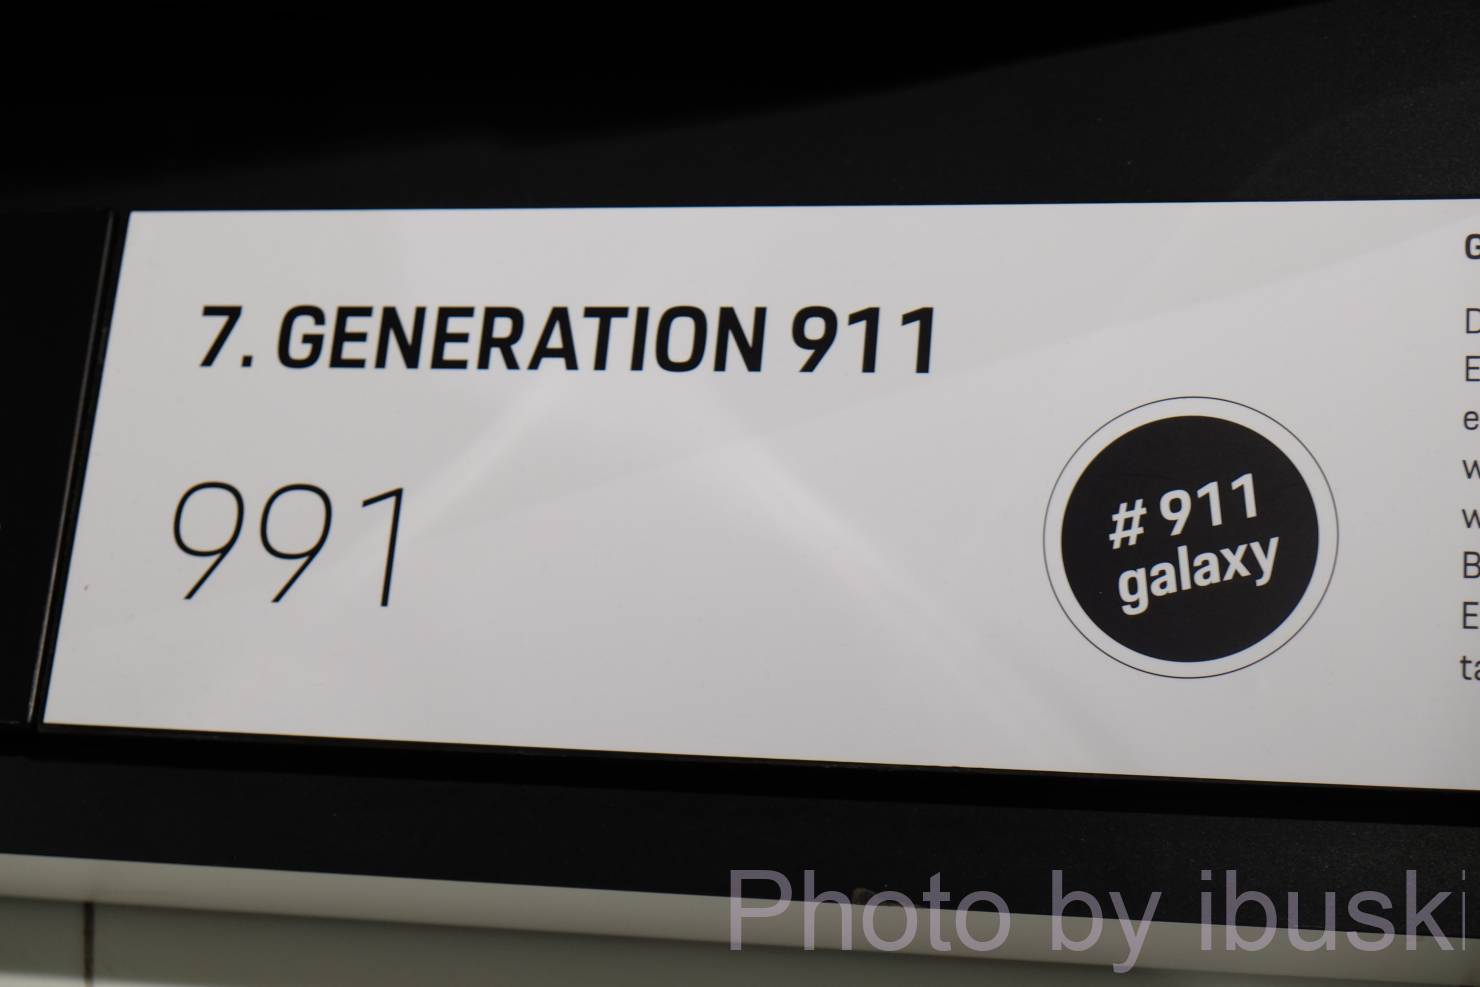 7. GENERATION 911
991
# 911
galaxy
Photo by ibuski